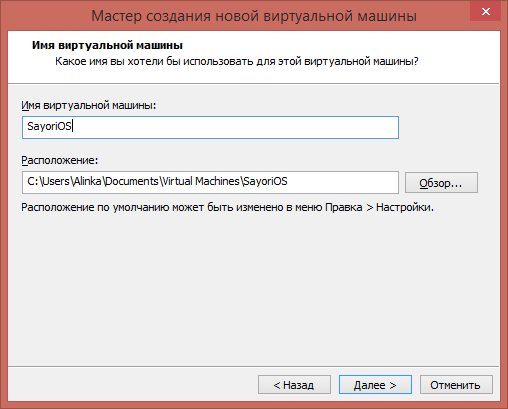 Мастер создания новой виртуальной машины
Имя виртуальной машины
Какое имя вы хотели бы использовать для этой виртуальной машины?
Имя виртуальной машины:
SayoriOS
Расположение:
C:\Users\Alinka\Documents\Virtual Machines\SayoriOS
Обзор...
Расположение по умолчанию может быть изменено в меню Правка > Настройки.
< Назад
Далее >
Отменить